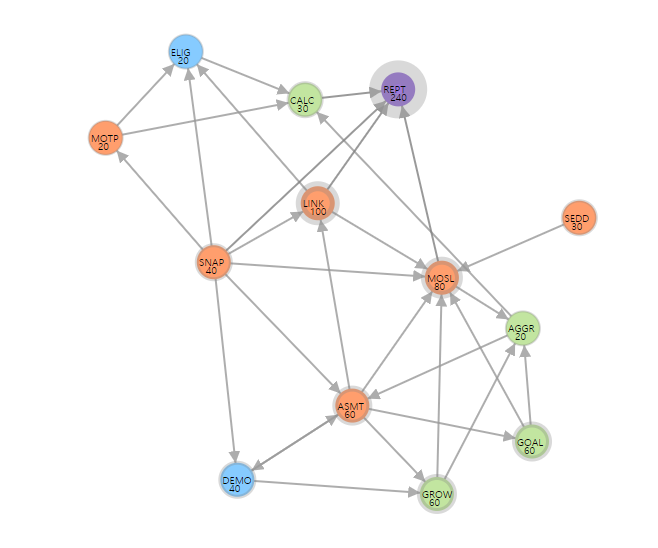 ELIG
20
REPT
240
CALC
30
MOTP
20
LINK
100
SEDD
30
SNAP
40
MOSL
80
AGGR
20
ASMT
60
GOAL
60
DEMO
40
GROW
60